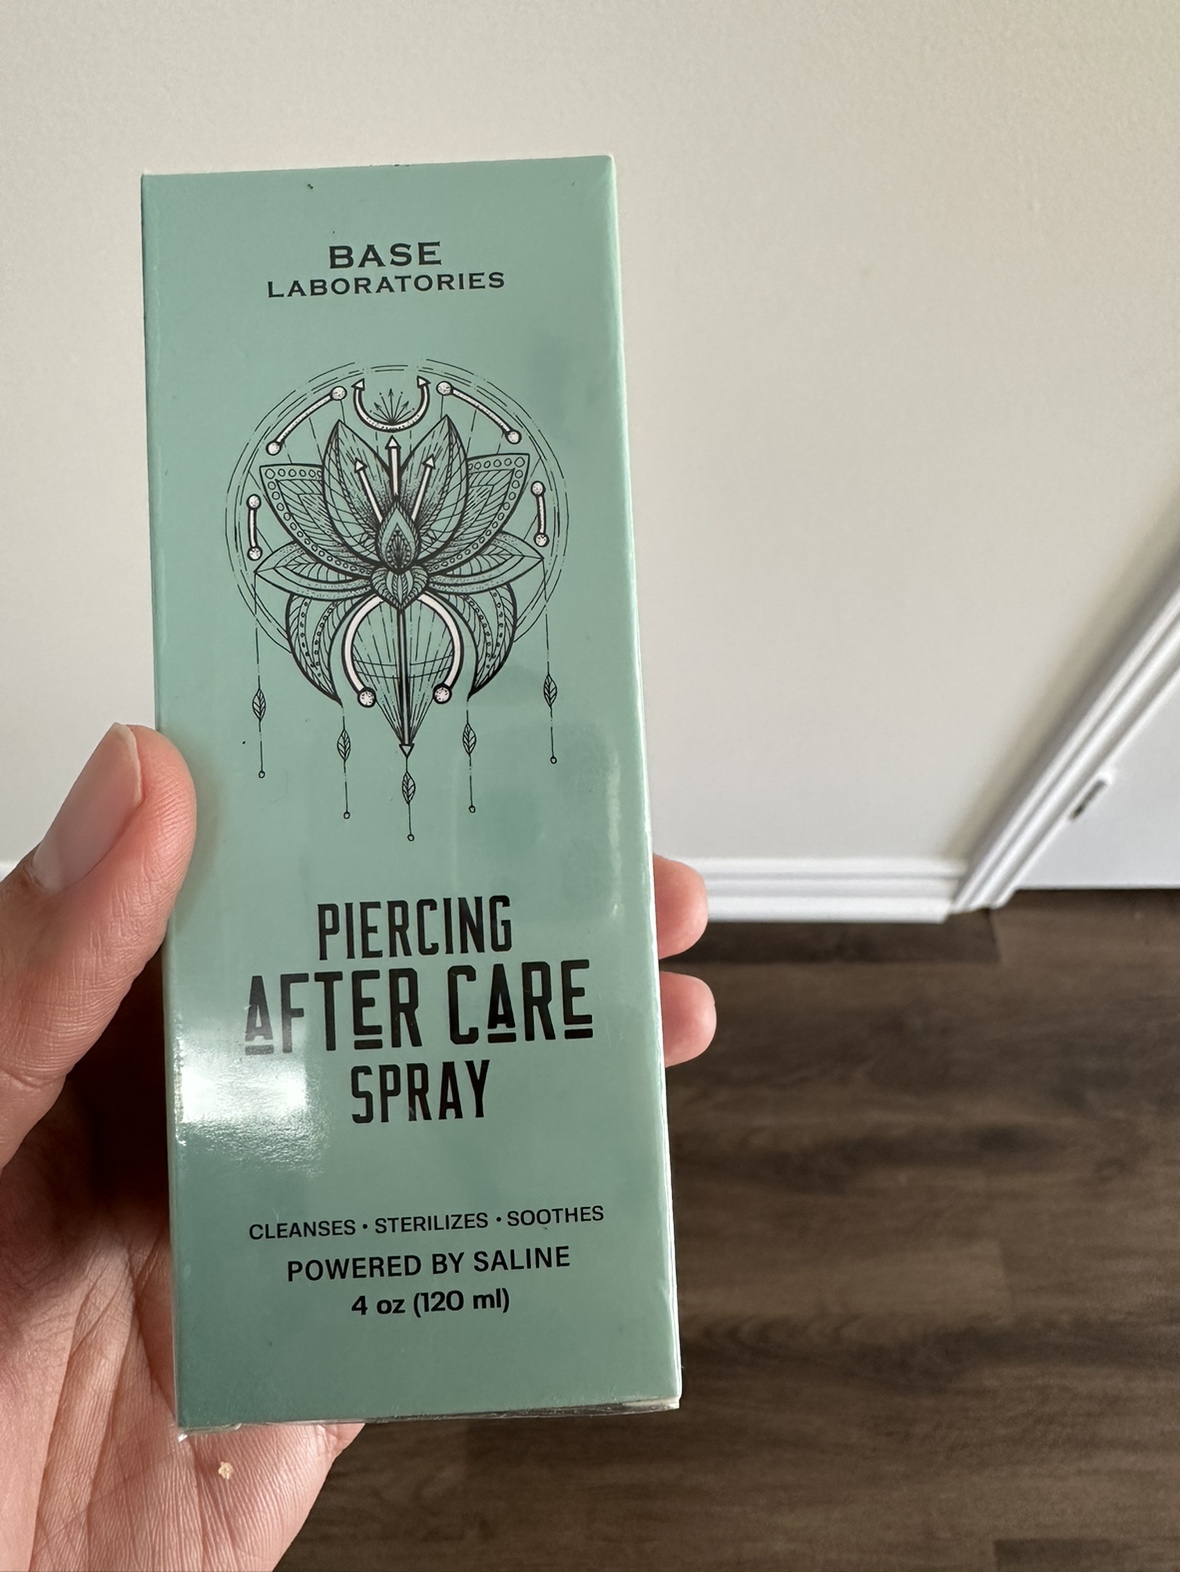 BASE
LABORATORIES
PIERCING
AFTER CARE
SPRAY
CLEANSES • STERILIZES • SOOTHES
POWERED BY SALINE
4 oz (120 ml)